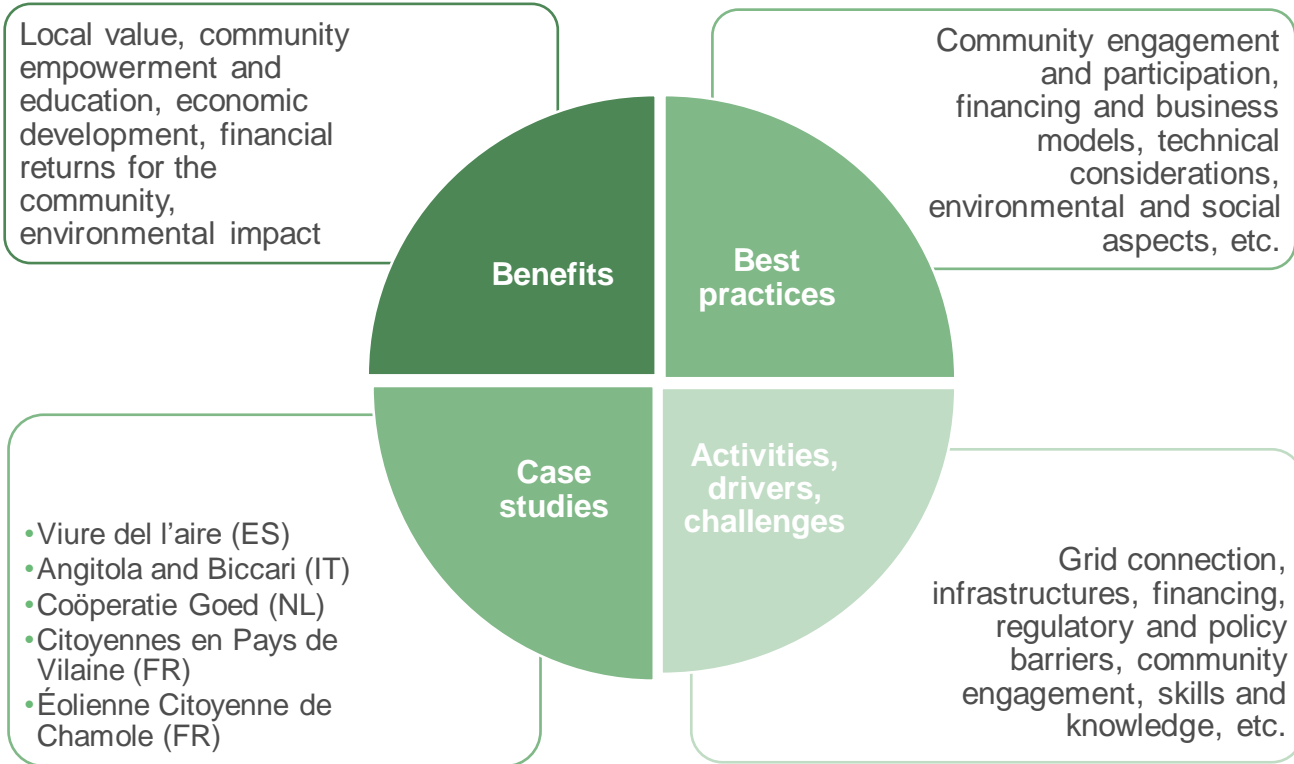 Local value, community
empowerment and
education, economic
development, financial
returns for the
community,
environmental impact
Community engagement
and participation,
financing and business
models, technical
considerations,
environmental and social
aspects, etc.
Benefits
Best
practices
Case
studies
Activities,
drivers,
challenges
•Viure del l’aire (ES)
•Angitola and Biccari (IT)
•Coöperatie Goed (NL)
•Citoyennes en Pays de
Vilaine (FR)
•Éolienne Citoyenne de
Chamole (FR)
Grid connection,
infrastructures, financing,
regulatory and policy
barriers, community
engagement, skills and
knowledge, etc.